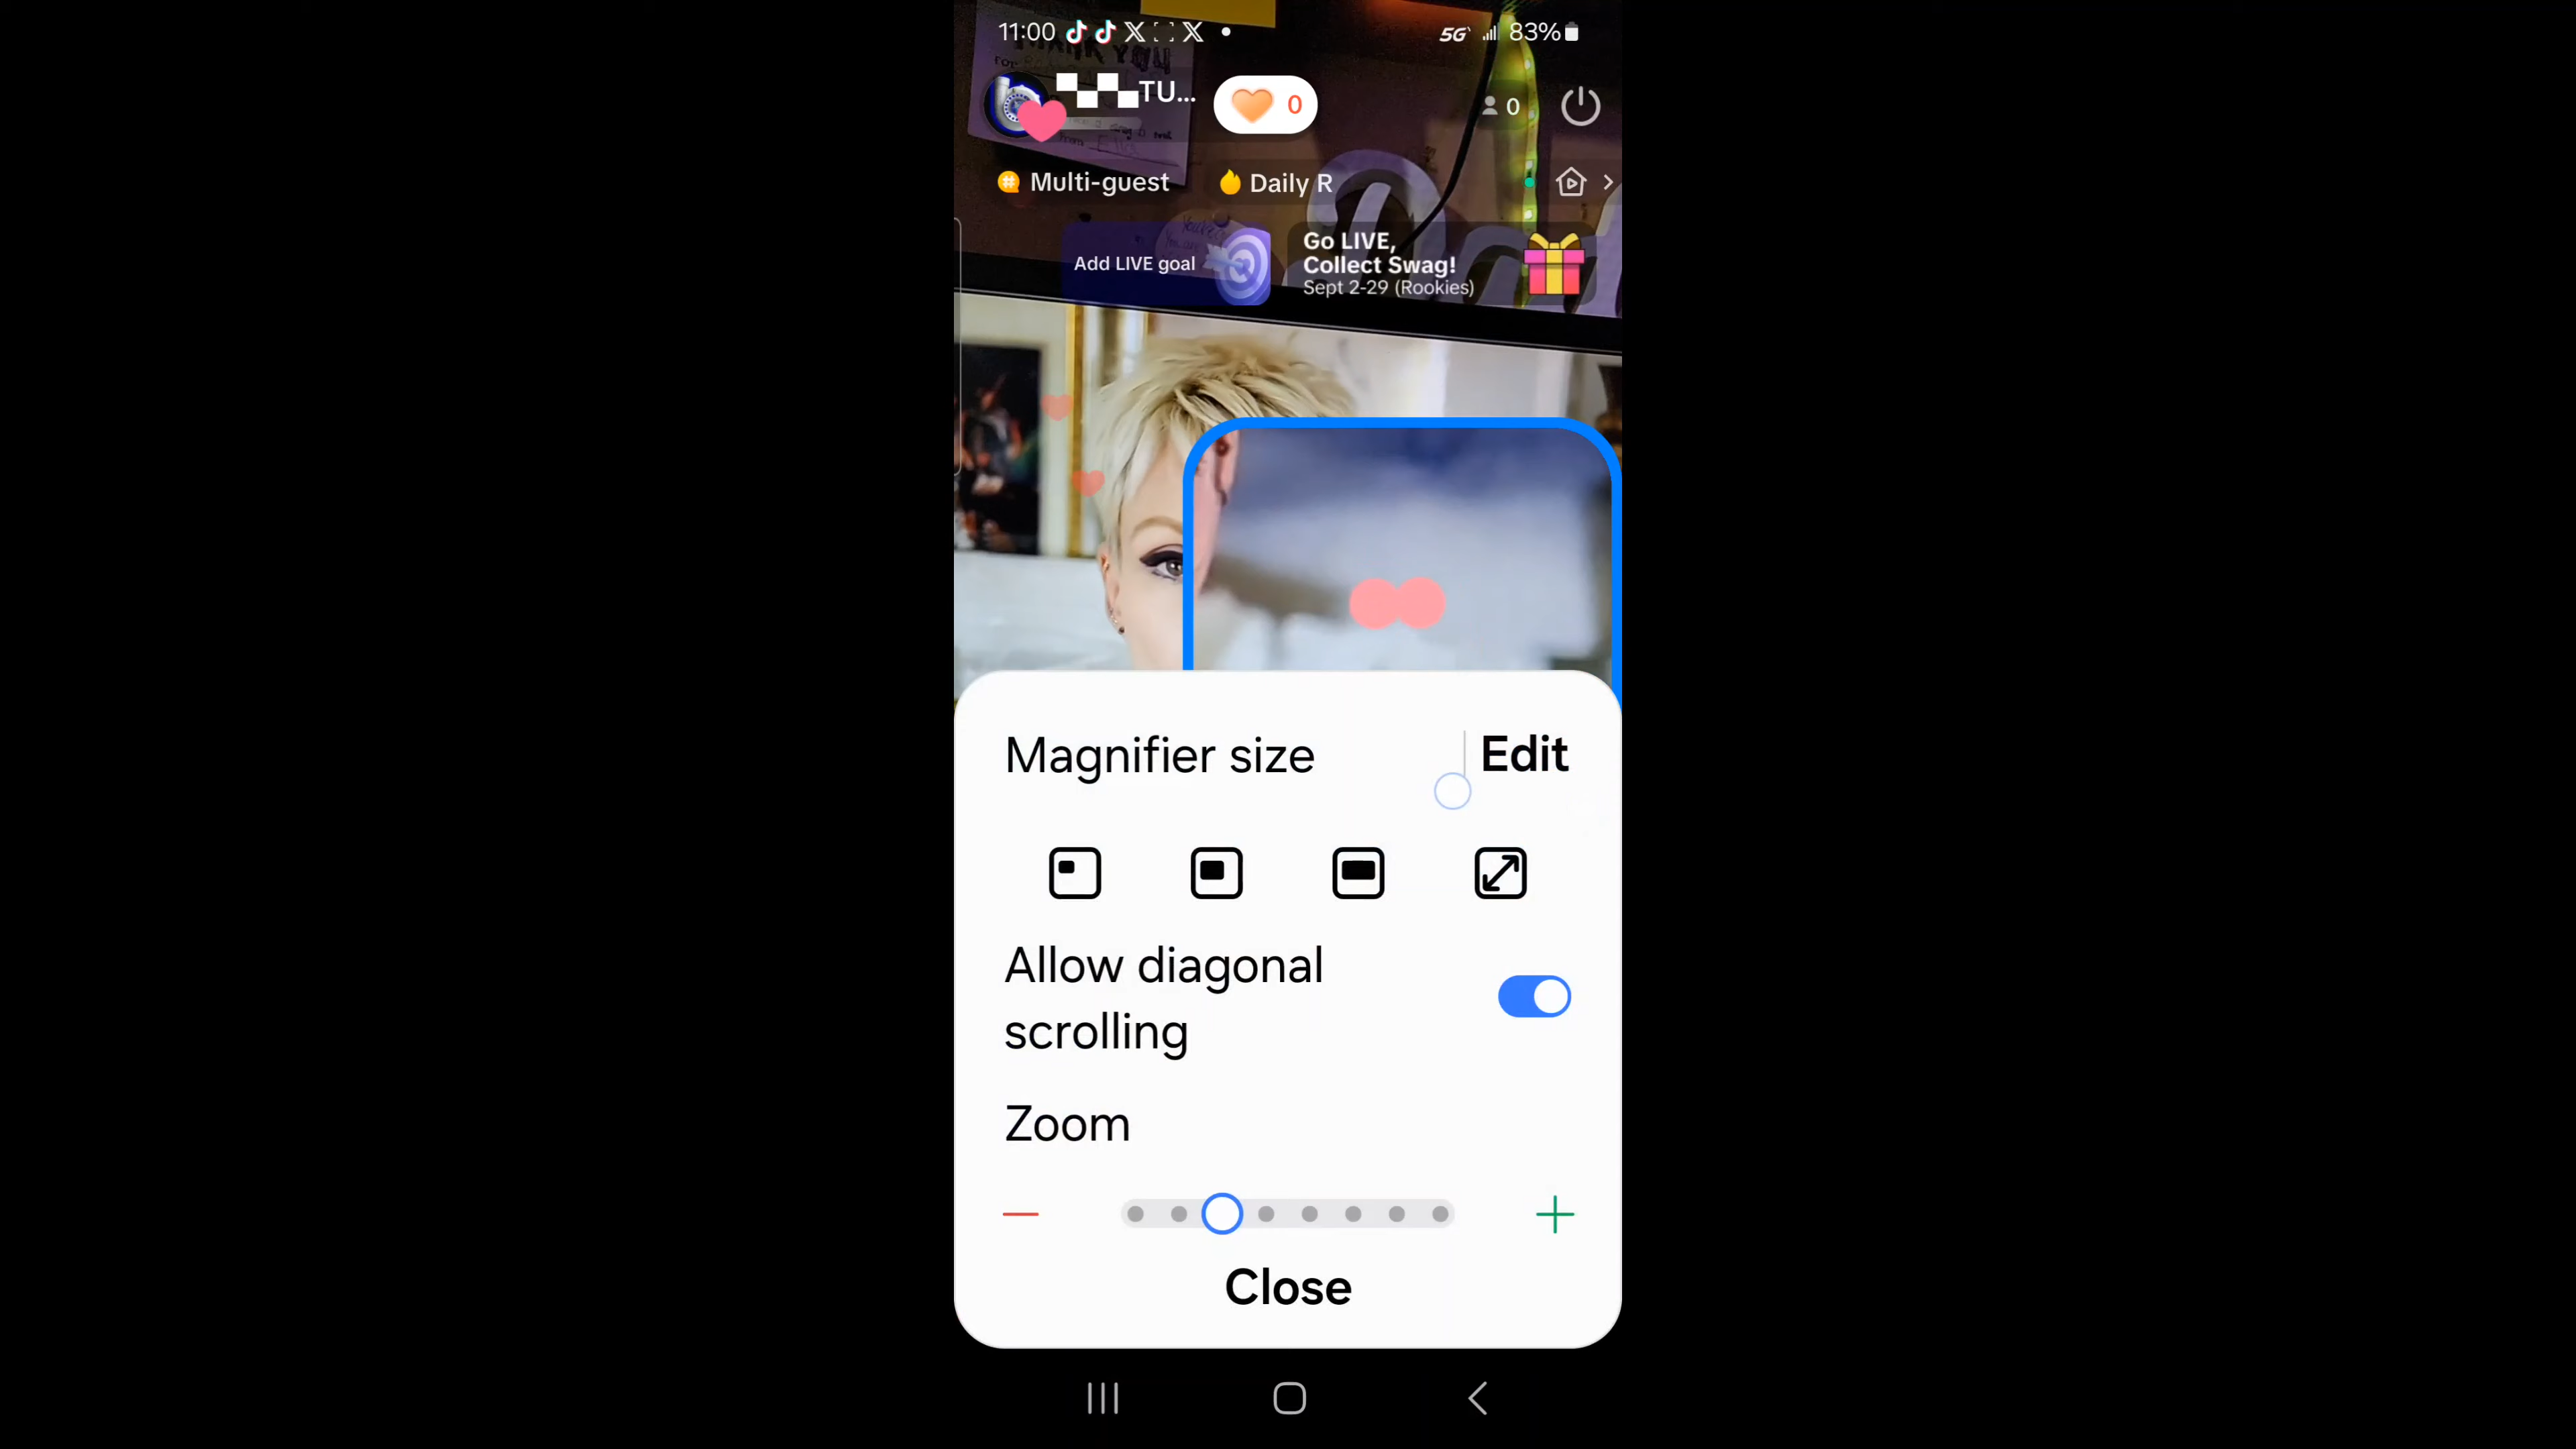 11:00
5G 83%
TU... 0 0
Multi-guest Daily R
Add LIVE goal
Go LIVE,
Collect Swag!
Sept 2-29 (Rookies)
Magnifier size Edit
Allow diagonal
scrolling
Zoom
Close